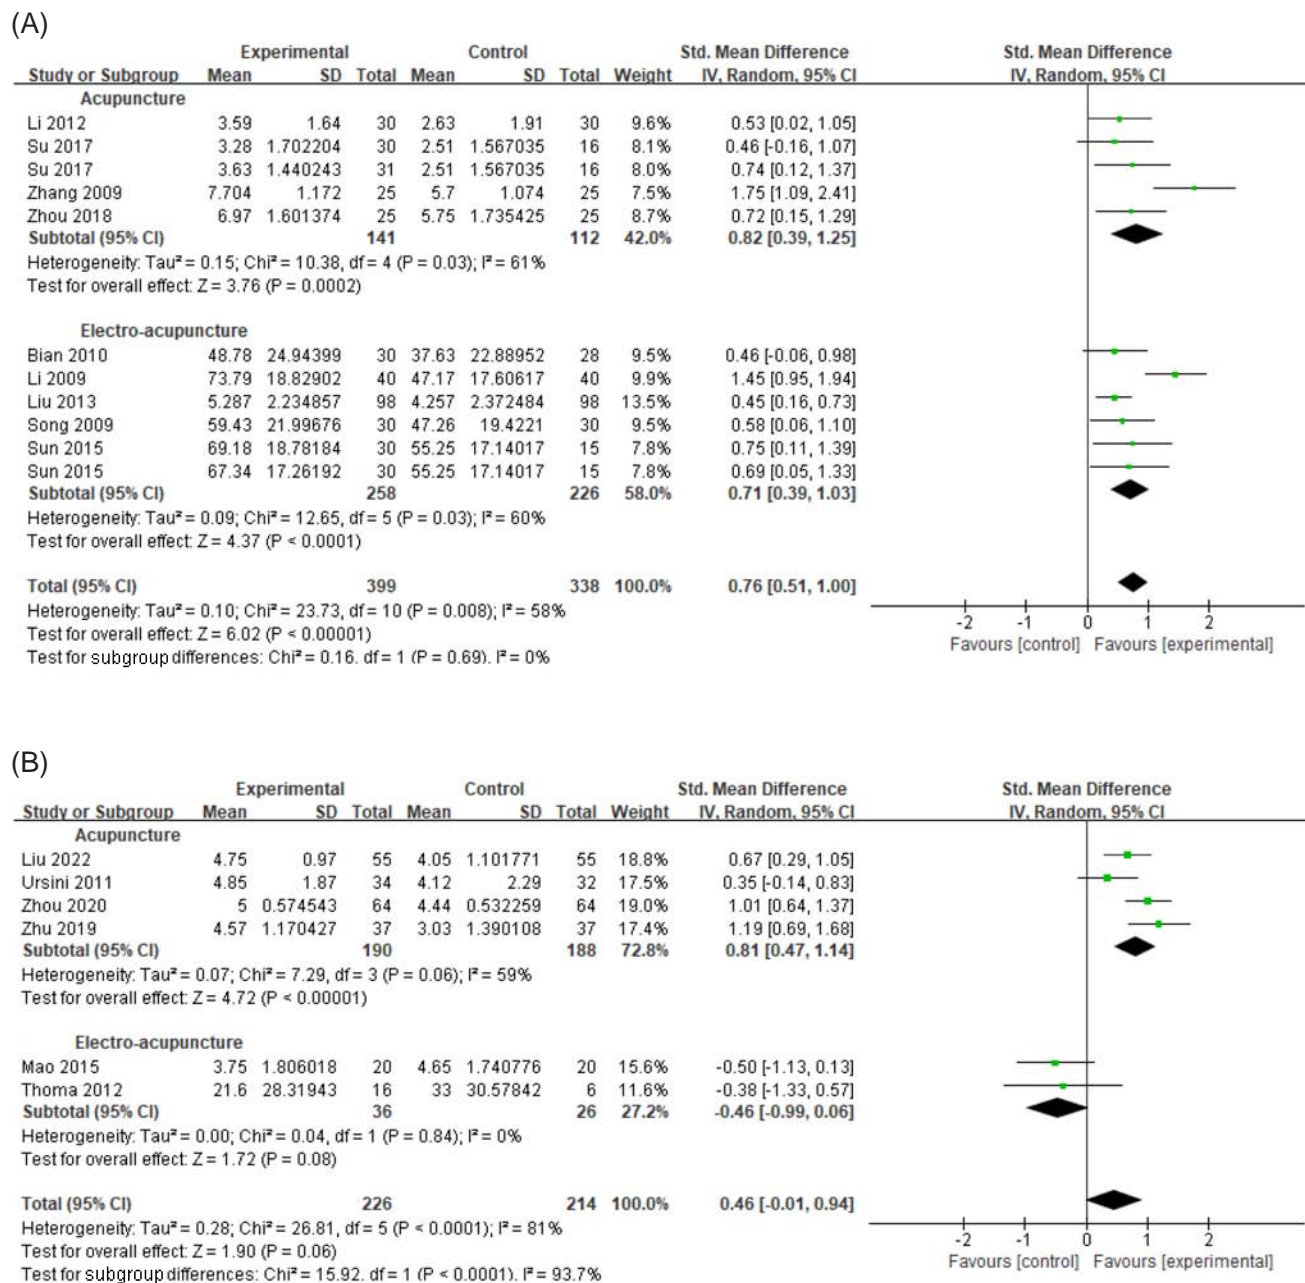 (A)
Experimental Control Std. Mean Difference Std. Mean Difference
Study or Subgroup Mean SD Total Mean SD Total Weight IV, Random, 95% CI IV, Random, 95% CI
Acupuncture
Li 2012 3.59 1.64 30 2.63 1.91 30 9.6% 0.53 [0.02, 1.05]
Su 2017 3.28 1.702204 30 2.51 1.567035 16 8.1% 0.46 [-0.16, 1.07]
Su 2017 3.63 1.440243 31 2.51 1.567035 16 8.0% 0.74 [0.12, 1.37]
Zhang 2009 7.704 1.172 25 5.7 1.074 25 7.5% 1.75 [1.09, 2.41]
Zhou 2018 6.97 1.601374 25 5.75 1.735425 25 8.7% 0.72 [0.15, 1.29]
Subtotal (95% CI) 141 112 42.0% 0.82 [0.39, 1.25]
Heterogeneity: Tau² = 0.15; Chi² = 10.38, df = 4 (P = 0.03); I² = 61%
Test for overall effect: Z = 3.76 (P = 0.0002)
Electro-acupuncture
Bian 2010 48.78 24.94399 30 37.63 22.88952 28 9.5% 0.46 [-0.06, 0.98]
Li 2009 73.79 18.82902 40 47.17 17.60617 40 9.9% 1.45 [0.95, 1.94]
Liu 2013 5.287 2.234857 98 4.257 2.372484 98 13.5% 0.45 [0.16, 0.73]
Song 2009 59.43 21.99676 30 47.26 19.4221 30 9.5% 0.58 [0.06, 1.10]
Sun 2015 69.18 18.78184 30 55.25 17.14017 15 7.8% 0.75 [0.11, 1.39]
Sun 2015 67.34 17.26192 30 55.25 17.14017 15 7.8% 0.69 [0.05, 1.33]
Subtotal (95% CI) 258 226 58.0% 0.71 [0.39, 1.03]
Heterogeneity: Tau² = 0.09; Chi² = 12.65, df = 5 (P = 0.03); I² = 60%
Test for overall effect: Z = 4.37 (P < 0.0001)
Total (95% CI) 399 338 100.0% 0.76 [0.51, 1.00]
Heterogeneity: Tau² = 0.10; Chi² = 23.73, df = 10 (P = 0.008); I² = 58%
Test for overall effect: Z = 6.02 (P < 0.00001)
Test for subgroup differences: Chi² = 0.16. df = 1 (P = 0.69). I² = 0%
-2 -1 0 1 2
Favours [control] Favours [experimental]
(B)
Experimental Control Std. Mean Difference Std. Mean Difference
Study or Subgroup Mean SD Total Mean SD Total Weight IV, Random, 95% CI IV, Random, 95% CI
Acupuncture
Liu 2022 4.75 0.97 55 4.05 1.101771 55 18.8% 0.67 [0.29, 1.05]
Ursini 2011 4.85 1.87 34 4.12 2.29 32 17.5% 0.35 [-0.14, 0.83]
Zhou 2020 5 0.574543 64 4.44 0.532259 64 19.0% 1.01 [0.64, 1.37]
Zhu 2019 4.57 1.170427 37 3.03 1.390108 37 17.4% 1.19 [0.69, 1.68]
Subtotal (95% CI) 190 188 72.8% 0.81 [0.47, 1.14]
Heterogeneity: Tau² = 0.07; Chi² = 7.29, df = 3 (P = 0.06); I² = 59%
Test for overall effect: Z = 4.72 (P < 0.00001)
Electro-acupuncture
Mao 2015 3.75 1.806018 20 4.65 1.740776 20 15.6% -0.50 [-1.13, 0.13]
Thoma 2012 21.6 28.31943 16 33 30.57842 6 11.6% -0.38 [-1.33, 0.57]
Subtotal (95% CI) 36 26 27.2% -0.46 [-0.99, 0.06]
Heterogeneity: Tau² = 0.00; Chi² = 0.04, df = 1 (P = 0.84); I² = 0%
Test for overall effect: Z = 1.72 (P = 0.08)
Total (95% CI) 226 214 100.0% 0.46 [-0.01, 0.94]
Heterogeneity: Tau² = 0.28; Chi² = 26.81, df = 5 (P < 0.0001); I² = 81%
Test for overall effect: Z = 1.90 (P = 0.06)
Test for subgroup differences: Chi² = 15.92. df = 1 (P < 0.0001). I² = 93.7%
-2 -1 0 1 2
Favours [control] Favours [experimental]